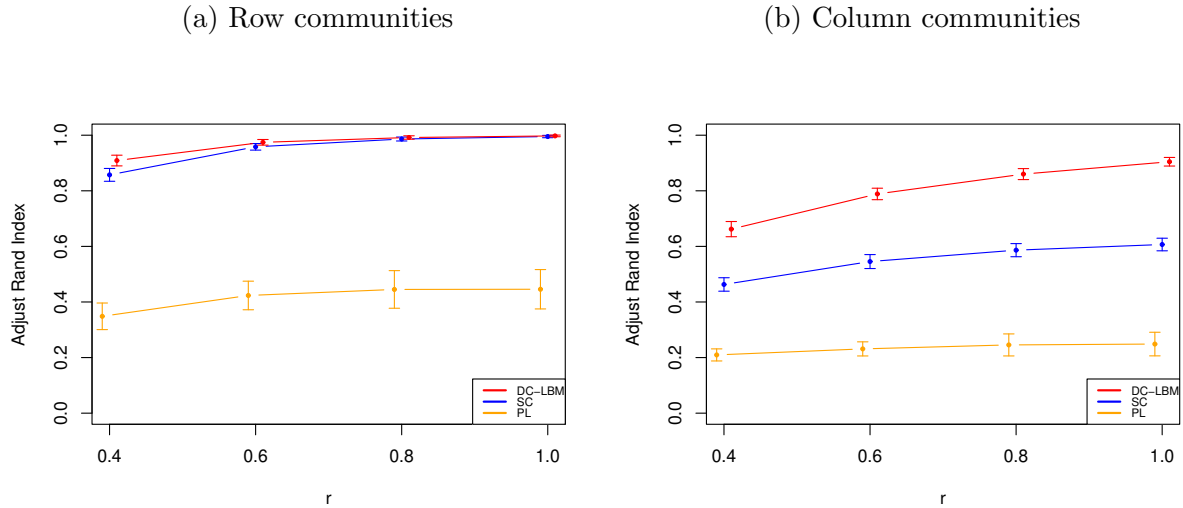 (a) Row communities
Adjust Rand Index
1.0
0.8
0.6
0.4
0.2
0.0
DC−LBM
SC
PL
0.4 0.6 0.8 1.0
r
(b) Column communities
Adjust Rand Index
1.0
0.8
0.6
0.4
0.2
0.0
DC−LBM
SC
PL
0.4 0.6 0.8 1.0
r